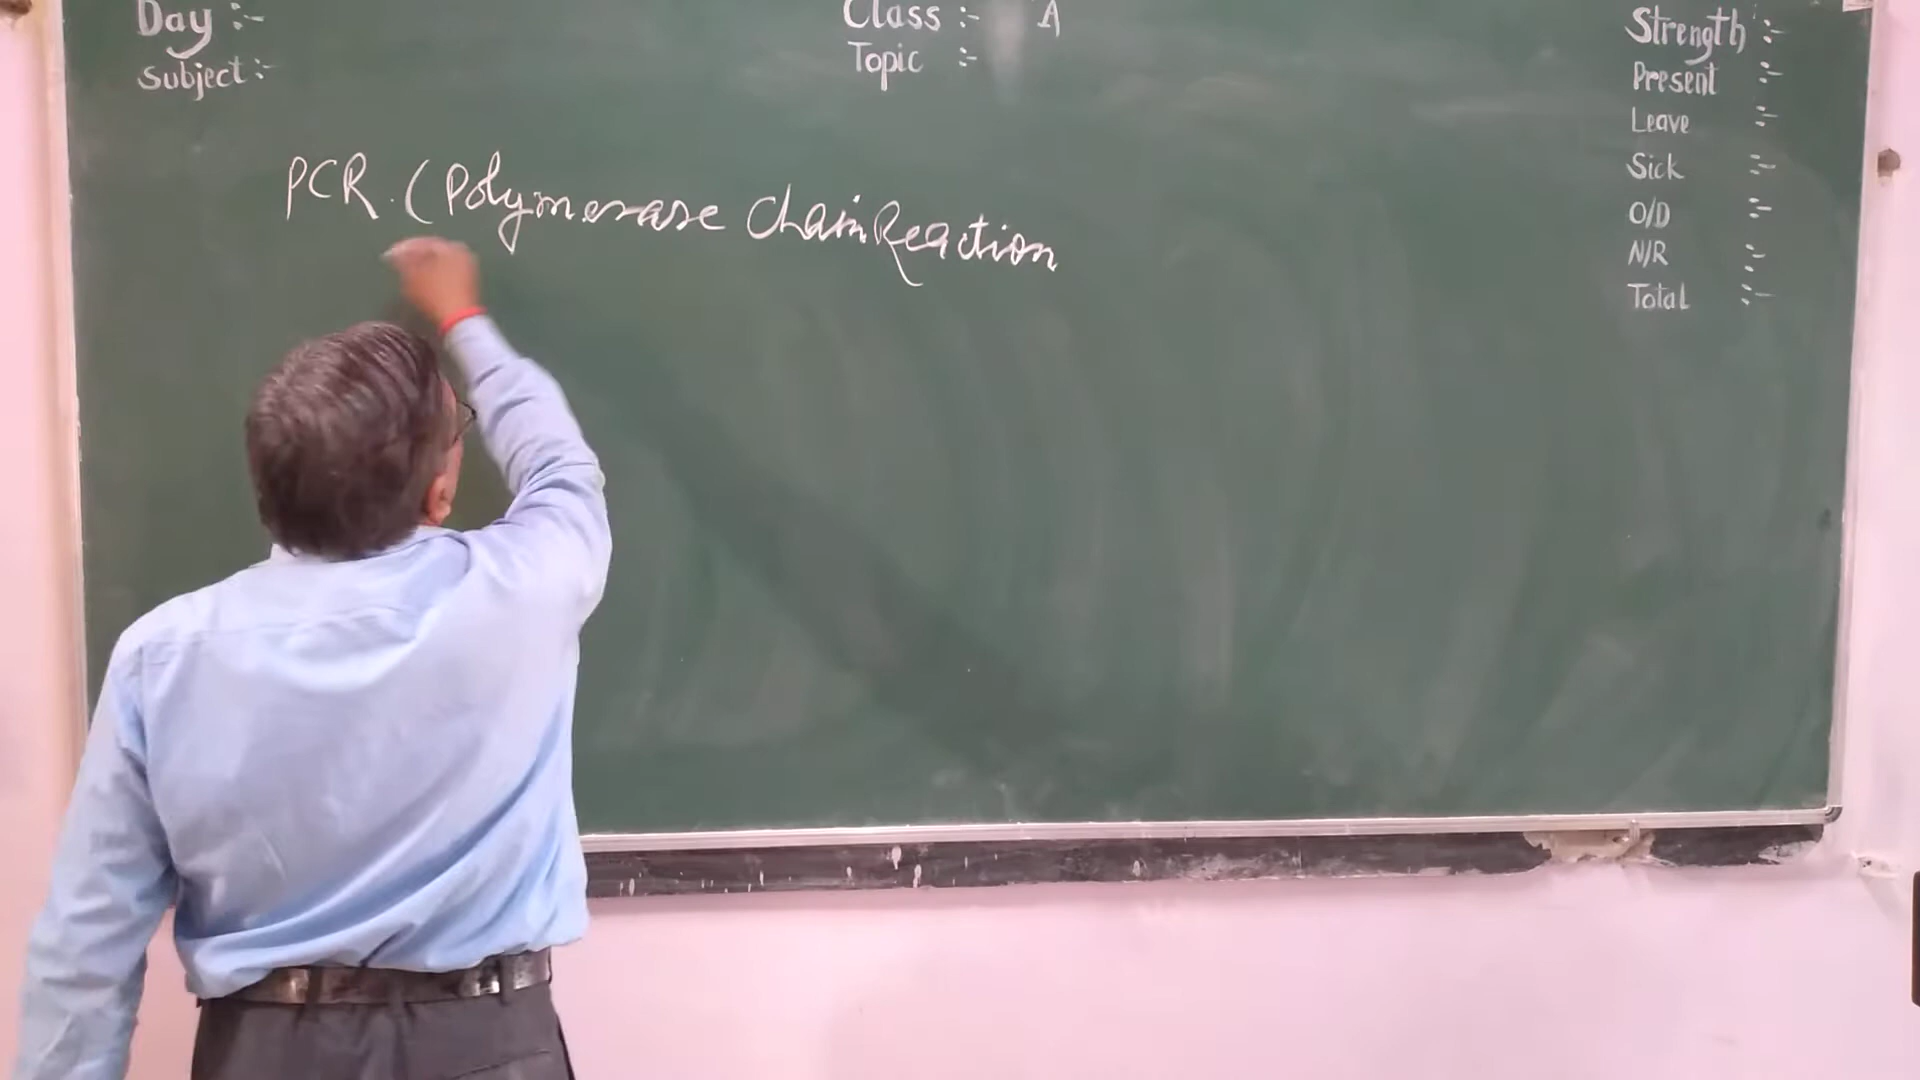 Day :-
Subject :-
Class :- A
Topic :-
Strength :-
Present
Leave
Sick
O/D
N/R
Total
PCR. (Polymerase Chain Reaction